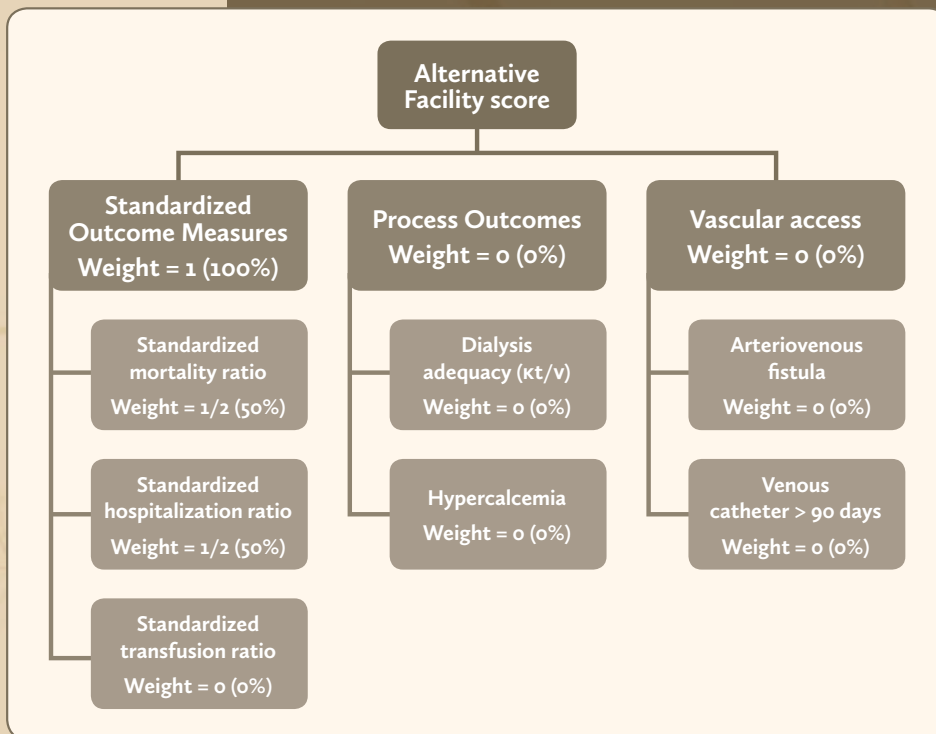 Alternative
Facility score
Standardized
Outcome Measures
Weight = 1 (100%)
Standardized
mortality ratio
Weight = 1/2 (50%)
Standardized
hospitalization ratio
Weight = 1/2 (50%)
Standardized
transfusion ratio
Weight = 0 (0%)
Process Outcomes
Weight = 0 (0%)
Dialysis
adequacy (Kt/V)
Weight = 0 (0%)
Hypercalcemia
Weight = 0 (0%)
Vascular access
Weight = 0 (0%)
Arteriovenous
fistula
Weight = 0 (0%)
Venous
catheter > 90 days
Weight = 0 (0%)